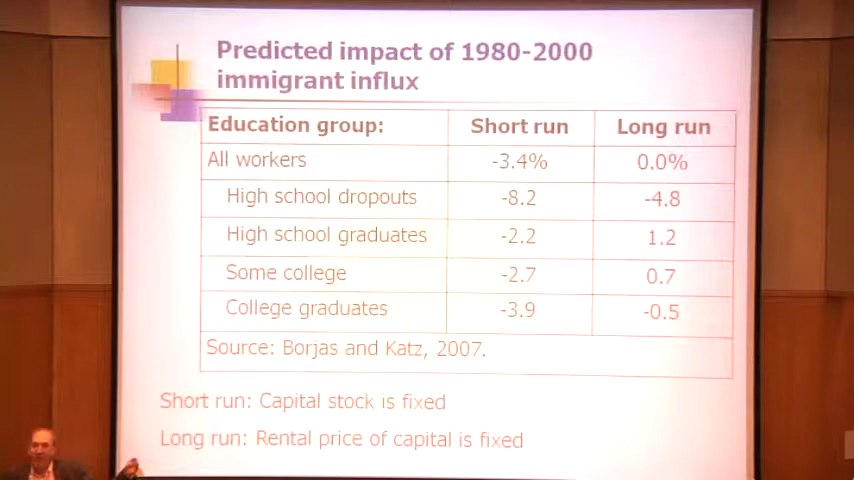 Predicted impact of 1980-2000
immigrant influx
Education group: Short run Long run
All workers -3.4% 0.0%
High school dropouts -8.2 -4.8
High school graduates -2.2 1.2
Some college -2.7 0.7
College graduates -3.9 -0.5
Source: Borjas and Katz, 2007.
Short run: Capital stock is fixed
Long run: Rental price of capital is fixed